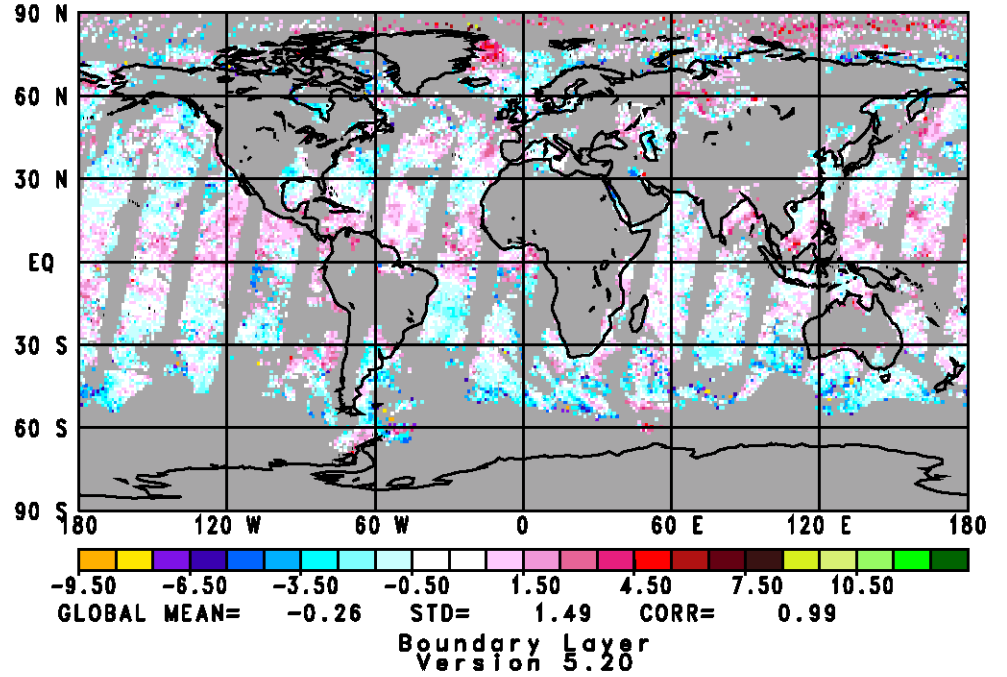 90 N
60 N
30 N
EQ
30 S
60 S
90 S
180 120 W 60 W 0 60 E 120 E 180
-9.50 -6.50 -3.50 -0.50 1.50 4.50 7.50 10.50
GLOBAL MEAN= -0.26 STD= 1.49 CORR= 0.99
Boundary Layer
Version 5.20